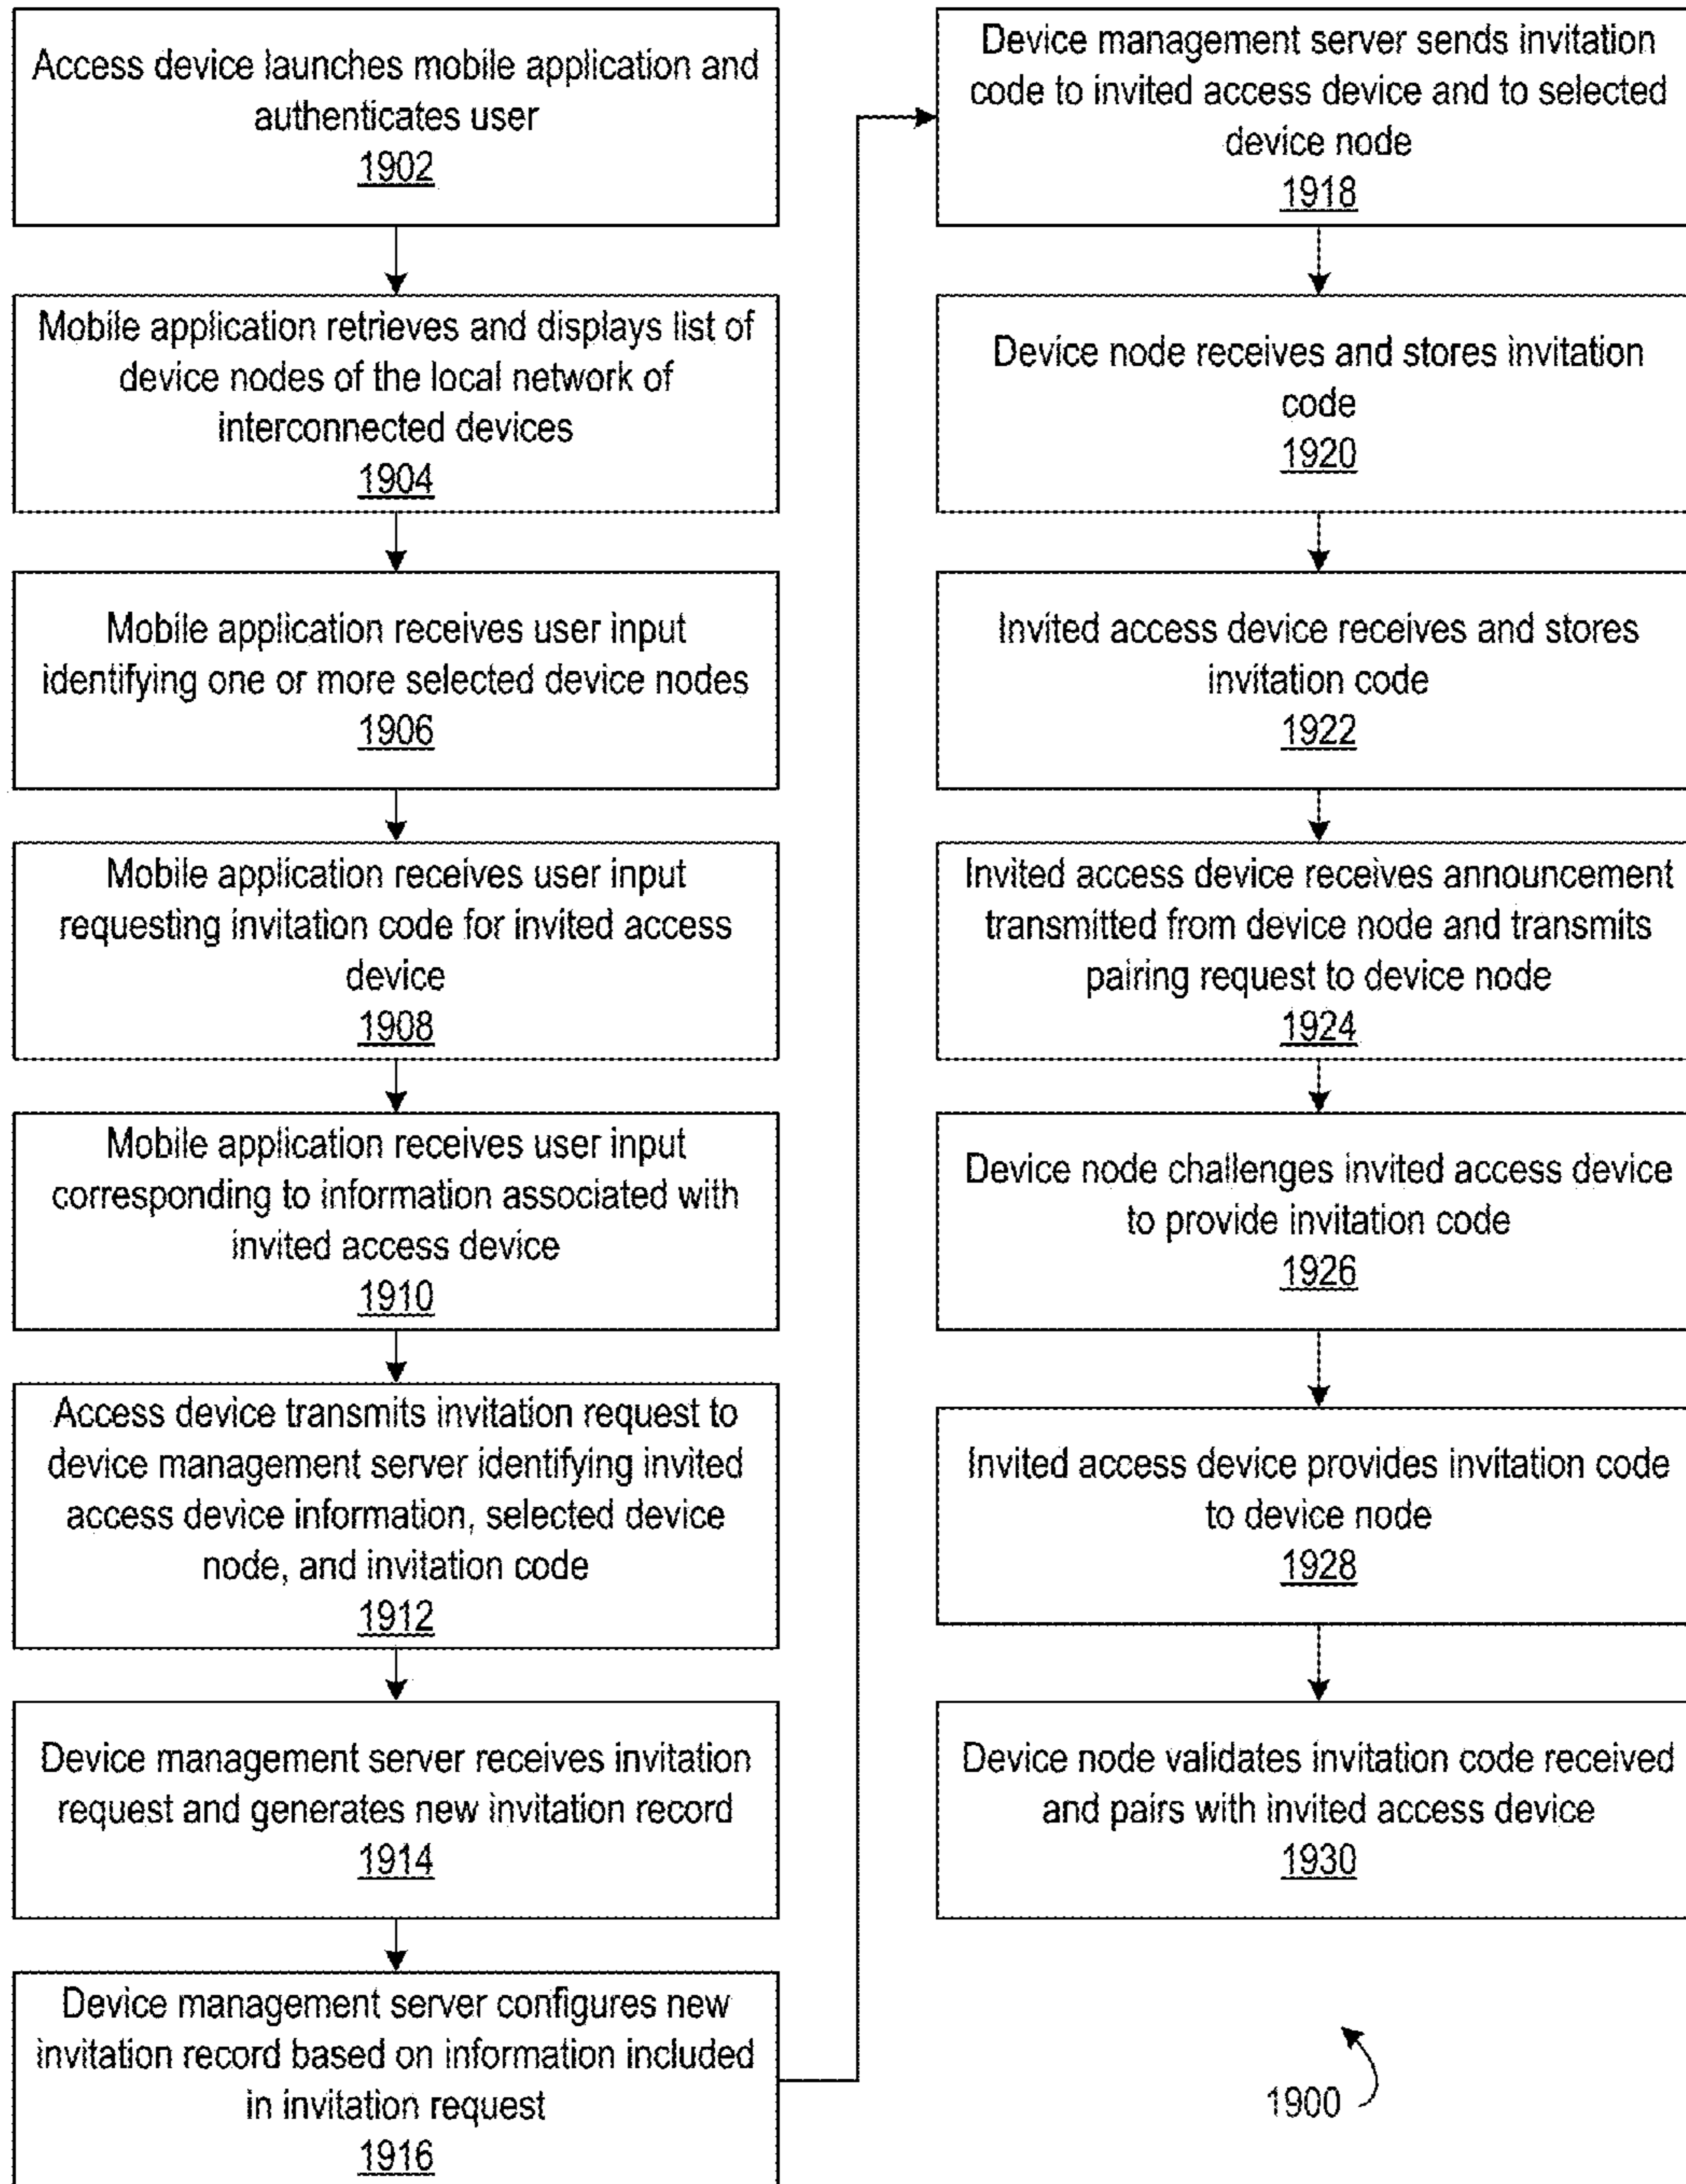 Access device launches mobile application and
authenticates user
1902
Mobile application retrieves and displays list of
device nodes of the local network of
interconnected devices
1904
Mobile application receives user input
identifying one or more selected device nodes
1906
Mobile application receives user input
requesting invitation code for invited access
device
1908
Mobile application receives user input
corresponding to information associated with
invited access device
1910
Access device transmits invitation request to
device management server identifying invited
access device information, selected device
node, and invitation code
1912
Device management server receives invitation
request and generates new invitation record
1914
Device management server configures new
invitation record based on information included
in invitation request
1916
Device management server sends invitation
code to invited access device and to selected
device node
1918
Device node receives and stores invitation
code
1920
Invited access device receives and stores
invitation code
1922
Invited access device receives announcement
transmitted from device node and transmits
pairing request to device node
1924
Device node challenges invited access device
to provide invitation code
1926
Invited access device provides invitation code
to device node
1928
Device node validates invitation code received
and pairs with invited access device
1930
1900